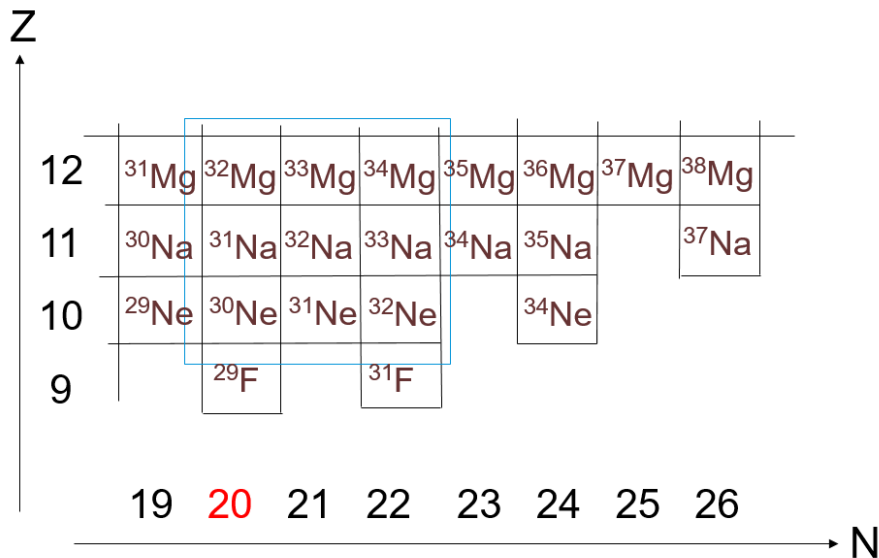 Z
12 ³¹Mg ³²Mg ³³Mg ³⁴Mg ³⁵Mg ³⁶Mg ³⁷Mg ³⁸Mg
11 ³⁰Na ³¹Na ³²Na ³³Na ³⁴Na ³⁵Na ³⁷Na
10 ²⁹Ne ³⁰Ne ³¹Ne ³²Ne ³⁴Ne
9 ²⁹F ³¹F
19 20 21 22 23 24 25 26
N